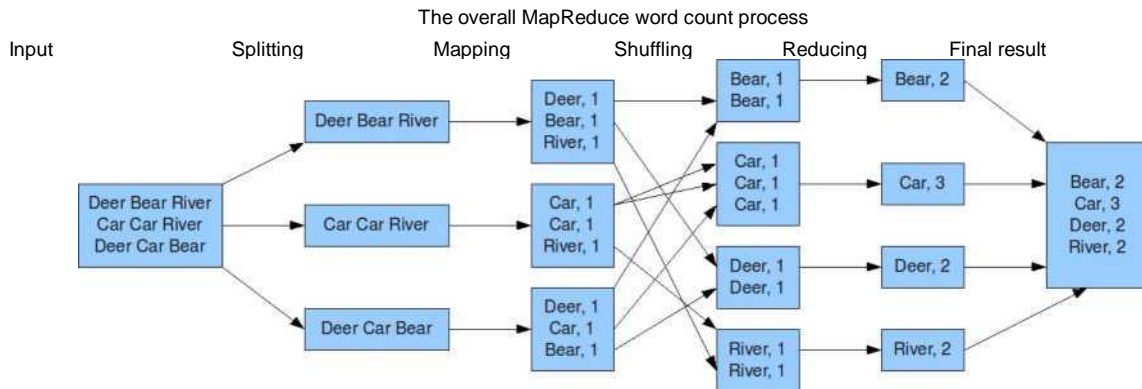 The overall MapReduce word count process
Input Splitting Mapping Shuffling Reducing Final result
Deer Bear River
Car Car River
Deer Car Bear
Deer Bear River
Car Car River
Deer Car Bear
Deer, 1
Bear, 1
River, 1
Car, 1
Car, 1
River, 1
Deer, 1
Car, 1
Bear, 1
Bear, 1
Bear, 1
Car, 1
Car, 1
Car, 1
Deer, 1
Deer, 1
River, 1
River, 1
Bear, 2
Car, 3
Deer, 2
River, 2
Bear, 2
Car, 3
Deer, 2
River, 2